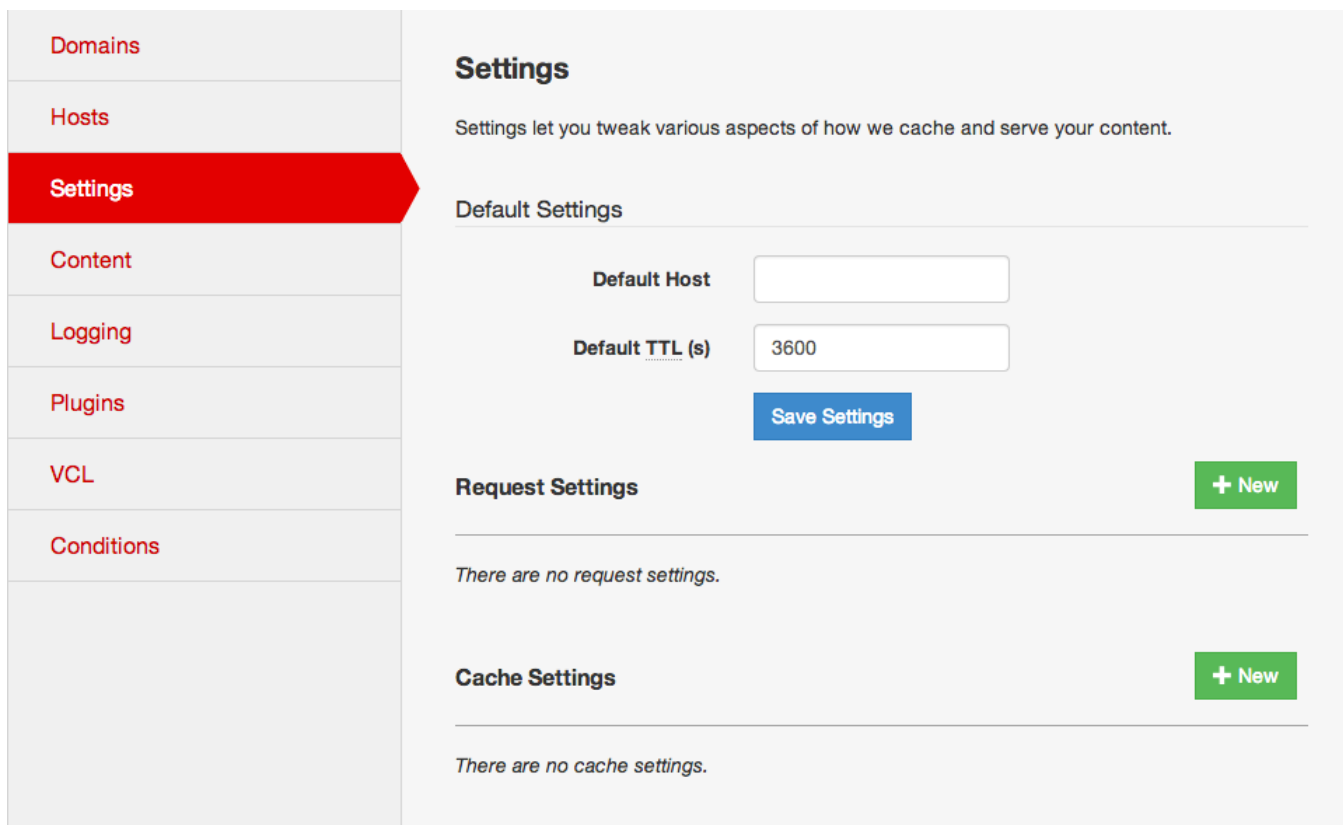 Domains
Hosts
Settings
Content
Logging
Plugins
VCL
Conditions
Settings
Settings let you tweak various aspects of how we cache and serve your content.
Default Settings
Default Host
Default TTL (s) 3600
Save Settings
Request Settings + New
There are no request settings.
Cache Settings + New
There are no cache settings.